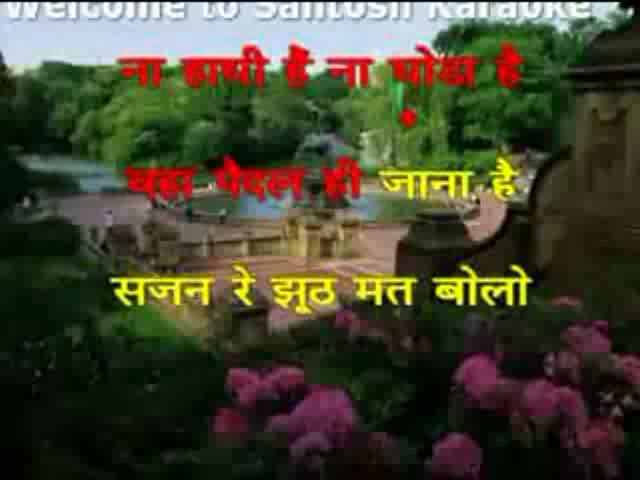 Welcome to Santosh Karaoke
ना हाथी हैं ना घोडा है
वहा पैदल ही जाना है
सजन रे झूठ मत बोलो